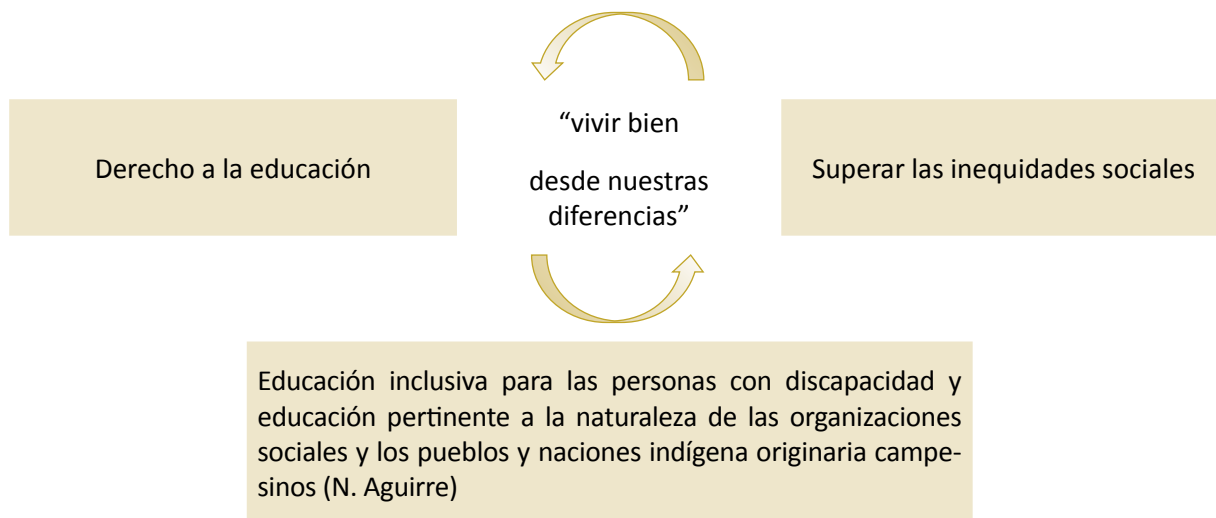 “vivir bien
Derecho a la educación
desde nuestras
diferencias”
Superar las inequidades sociales
Educación inclusiva para las personas con discapacidad y
educación pertinente a la naturaleza de las organizaciones
sociales y los pueblos y naciones indígena originaria campe-
sinos (N. Aguirre)